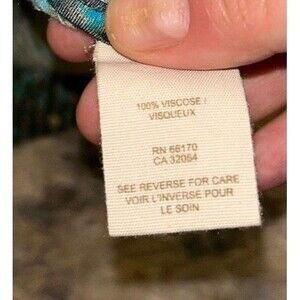 100% VISCOSE /
VISQUEUX
RN 66170
CA 32054
SEE REVERSE FOR CARE
VOIR L'INVERSE POUR
LE SOIN